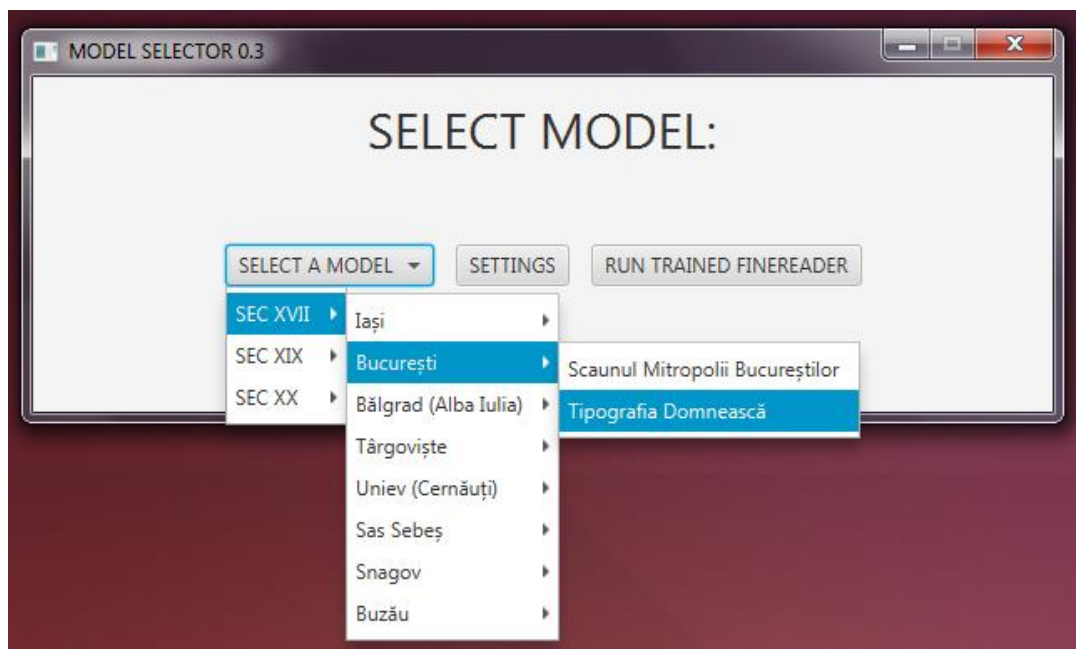 MODEL SELECTOR 0.3
SELECT MODEL:
SELECT A MODEL
SETTINGS
RUN TRAINED FINEREADER
SEC XVII
SEC XIX
SEC XX
Iași
București
Bălgrad (Alba Iulia)
Târgoviște
Uniev (Cernăuți)
Sas Sebeș
Snagov
Buzău
Scaunul Mitropolii Bucureștilor
Tipografia Domnească